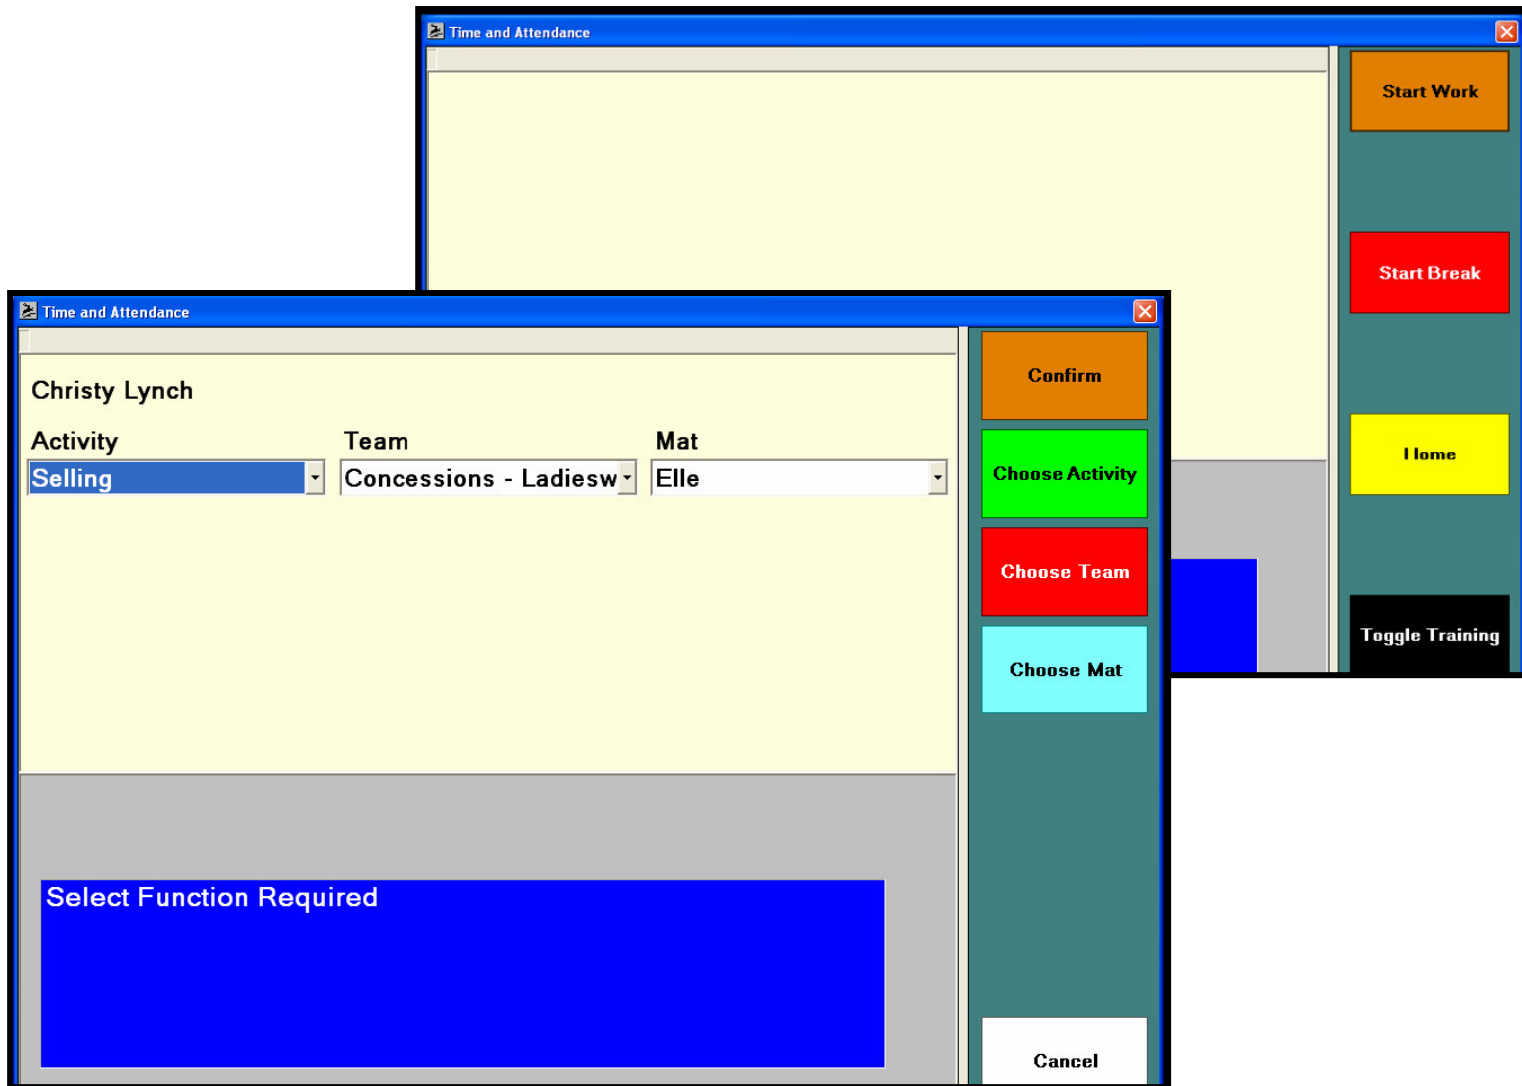 Time and Attendance
Start Work
Start Break
Home
Toggle Training
Time and Attendance
Christy Lynch
Activity Team Mat
Selling Concessions - Ladiesw Elle
Confirm
Choose Activity
Choose Team
Choose Mat
Select Function Required
Cancel